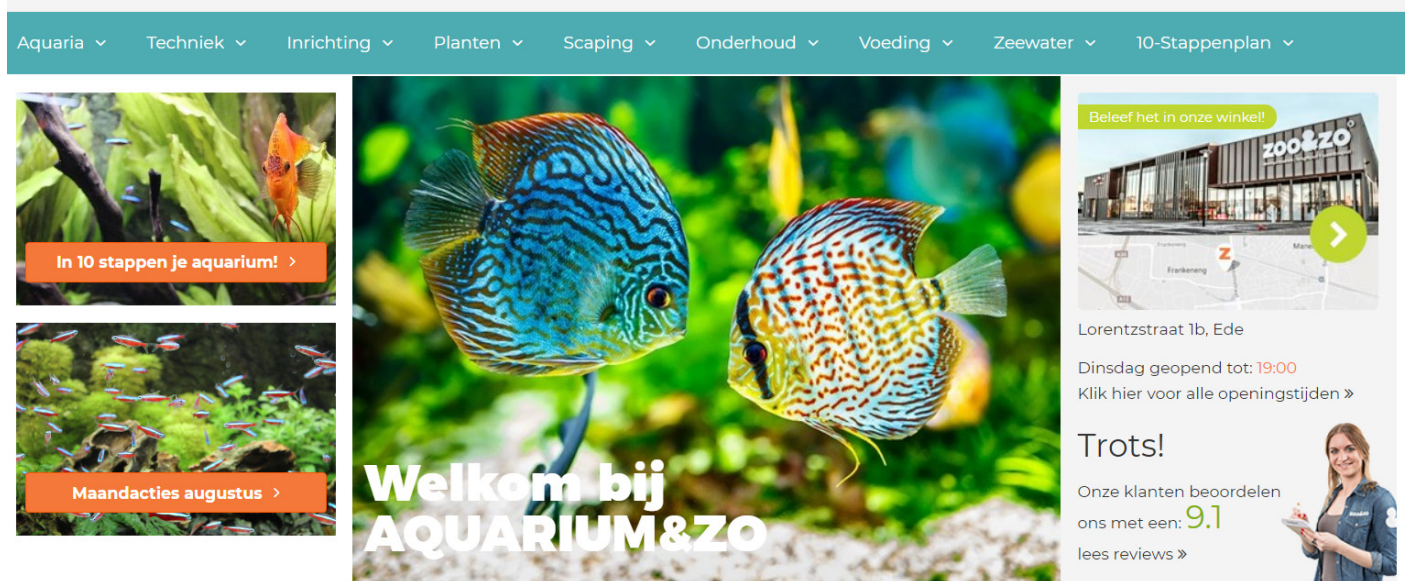 Aquaria
Techniek
Inrichting
Planten
Scaping
Onderhoud
Voeding
Zeewater
10-Stappenplan
In 10 stappen je aquarium! >
Maandacties augustus >
Welkom bij
AQUARIUM&ZO
Beleef het in onze winkel!
ZOO&ZO
Z
Frankeneng
Lorentzstraat 1b, Ede
Dinsdag geopend tot: 19:00
Klik hier voor alle openingstijden »
Trots!
Onze klanten beoordelen
ons met een: 9.1
lees reviews »